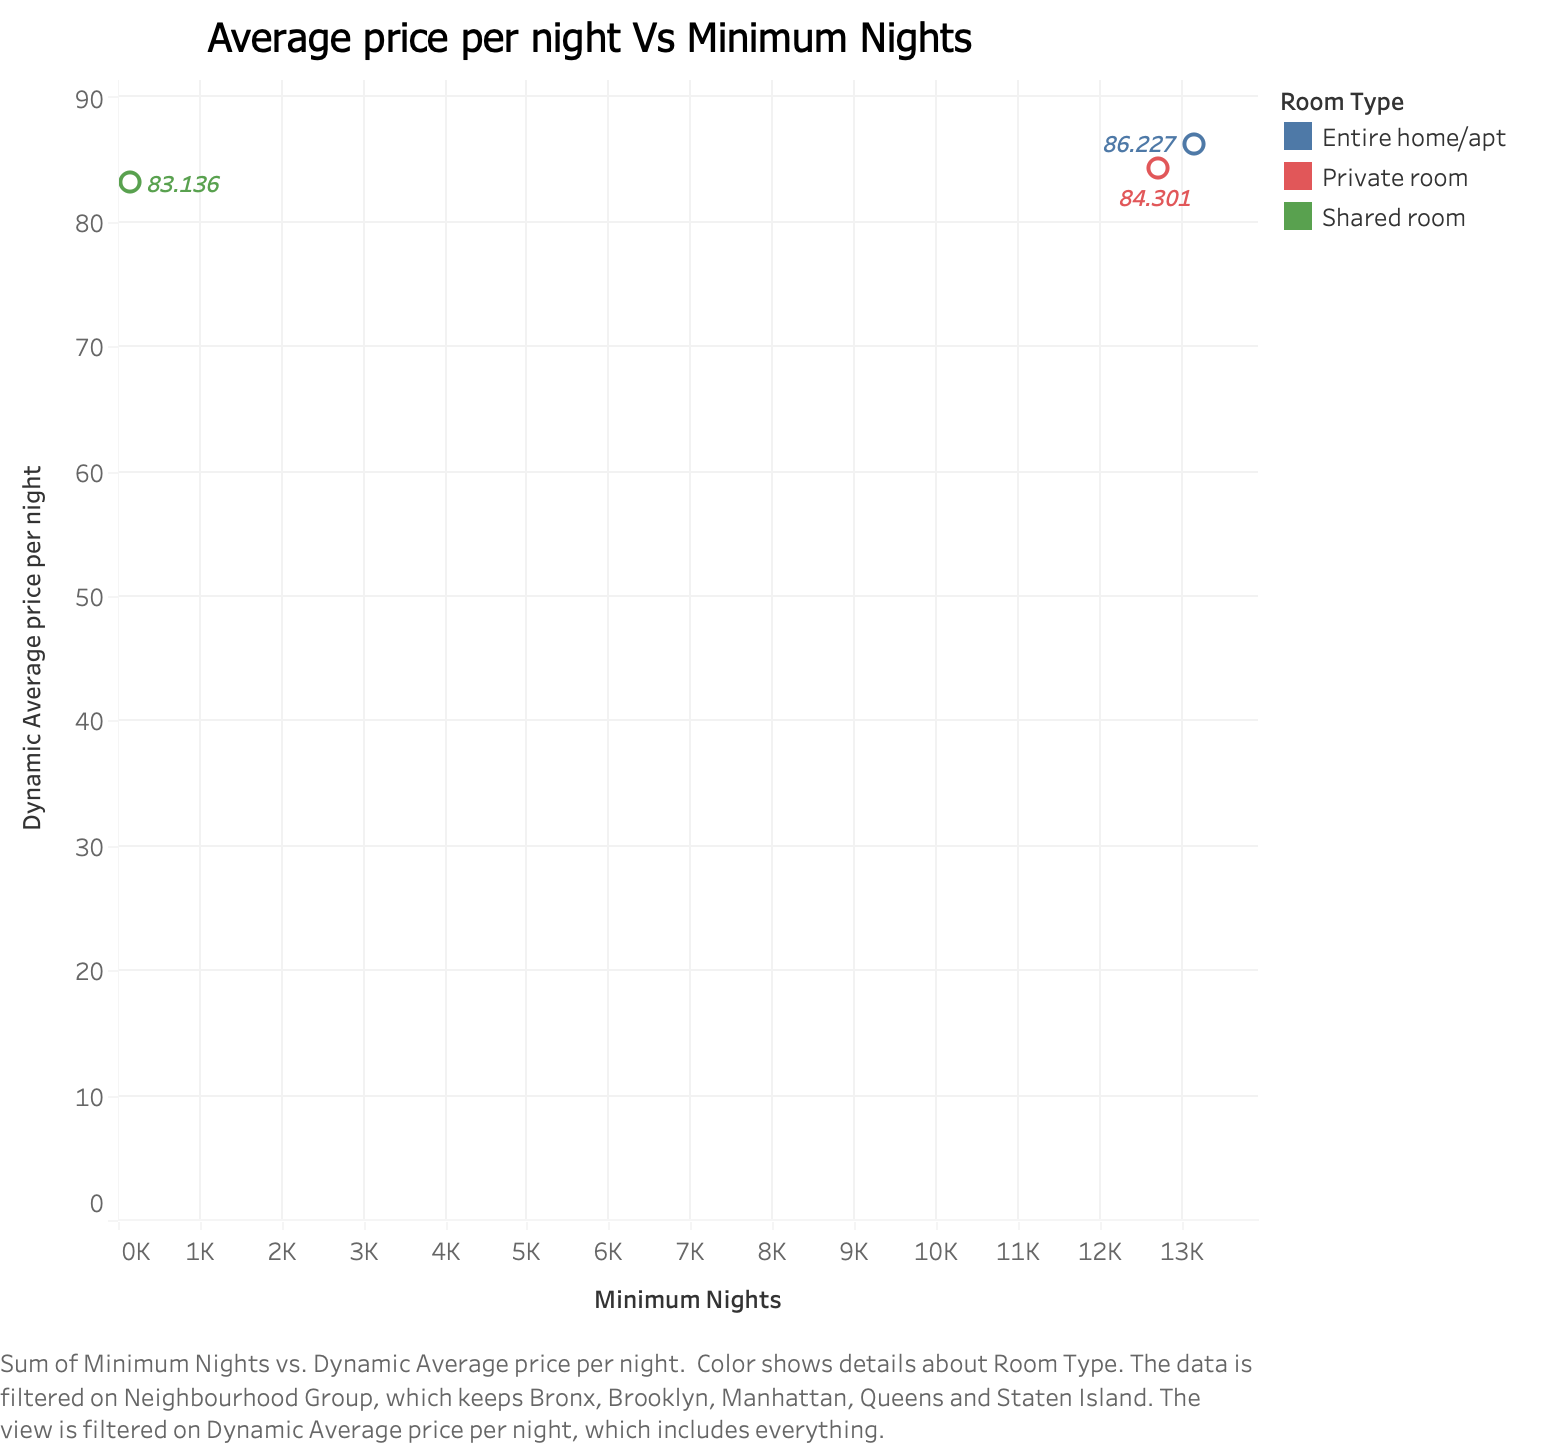 Average price per night Vs Minimum Nights
Room Type
Entire home/apt
Private room
Shared room
90
80
70
60
50
40
30
20
10
0
Dynamic Average price per night
86.227
84.301
83.136
0K 1K 2K 3K 4K 5K 6K 7K 8K 9K 10K 11K 12K 13K
Minimum Nights
Sum of Minimum Nights vs. Dynamic Average price per night.  Color shows details about Room Type. The data is
filtered on Neighbourhood Group, which keeps Bronx, Brooklyn, Manhattan, Queens and Staten Island. The
view is filtered on Dynamic Average price per night, which includes everything.